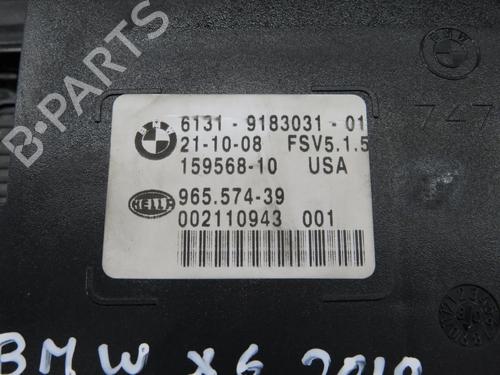 BMW
6131 - 9183031 - 01
21-10-08 FSV5.1.5
159568-10 USA
HELLA
965.574-39
002110943 001
BMW X6 2010
B-PARTS